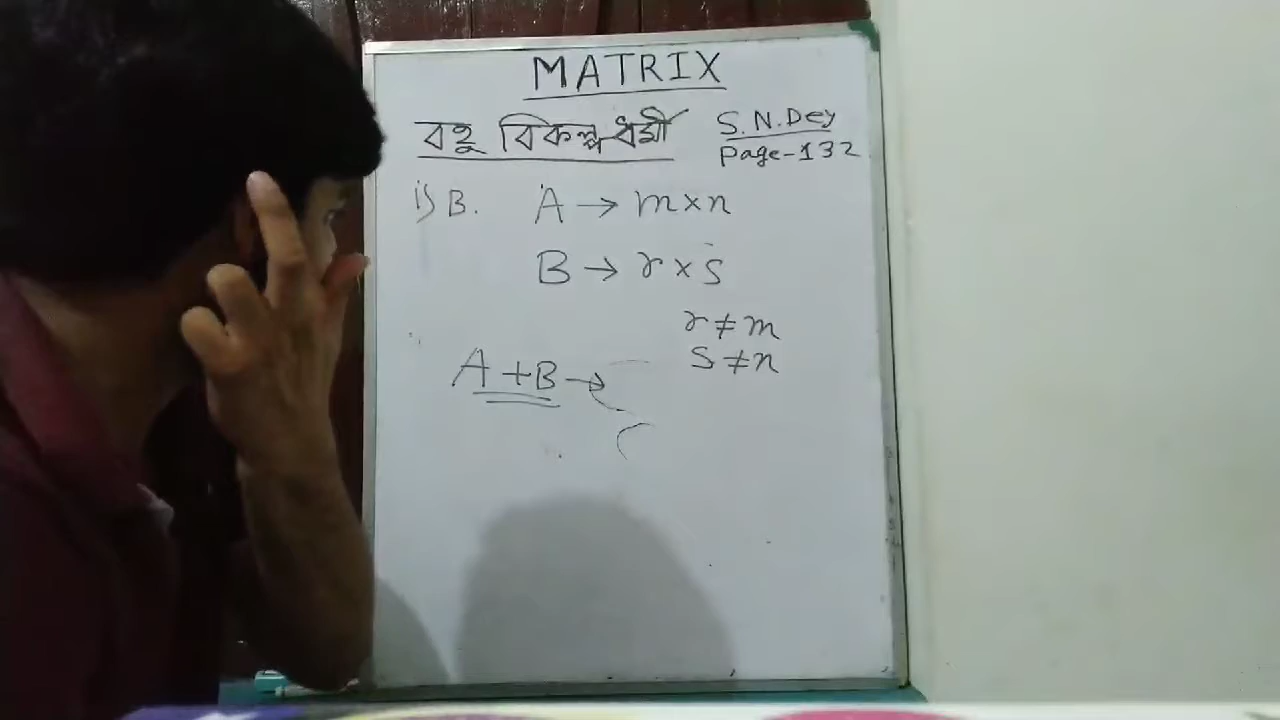 MATRIX
বহু বিকল্পধর্মী S.N.Dey
Page-132
i) B. A → m×n
B → r×s
r≠m
s≠n
A+B →